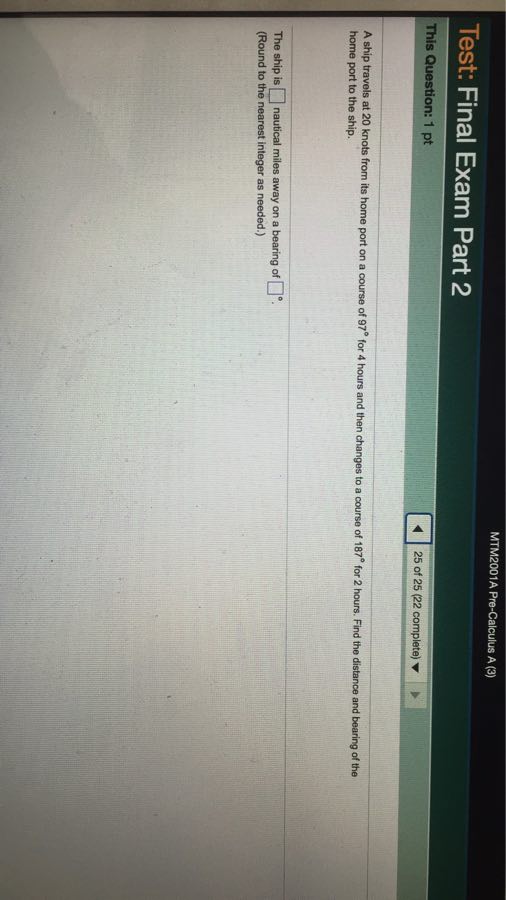 MTM2001A Pre-Calculus A (3)
Test: Final Exam Part 2
This Question: 1 pt
25 of 25 (22 complete)
A ship travels at 20 knots from its home port on a course of 97° for 4 hours and then changes to a course of 187° for 2 hours. Find the distance and bearing of the
home port to the ship.
The ship is nautical miles away on a bearing of °.
(Round to the nearest integer as needed.)